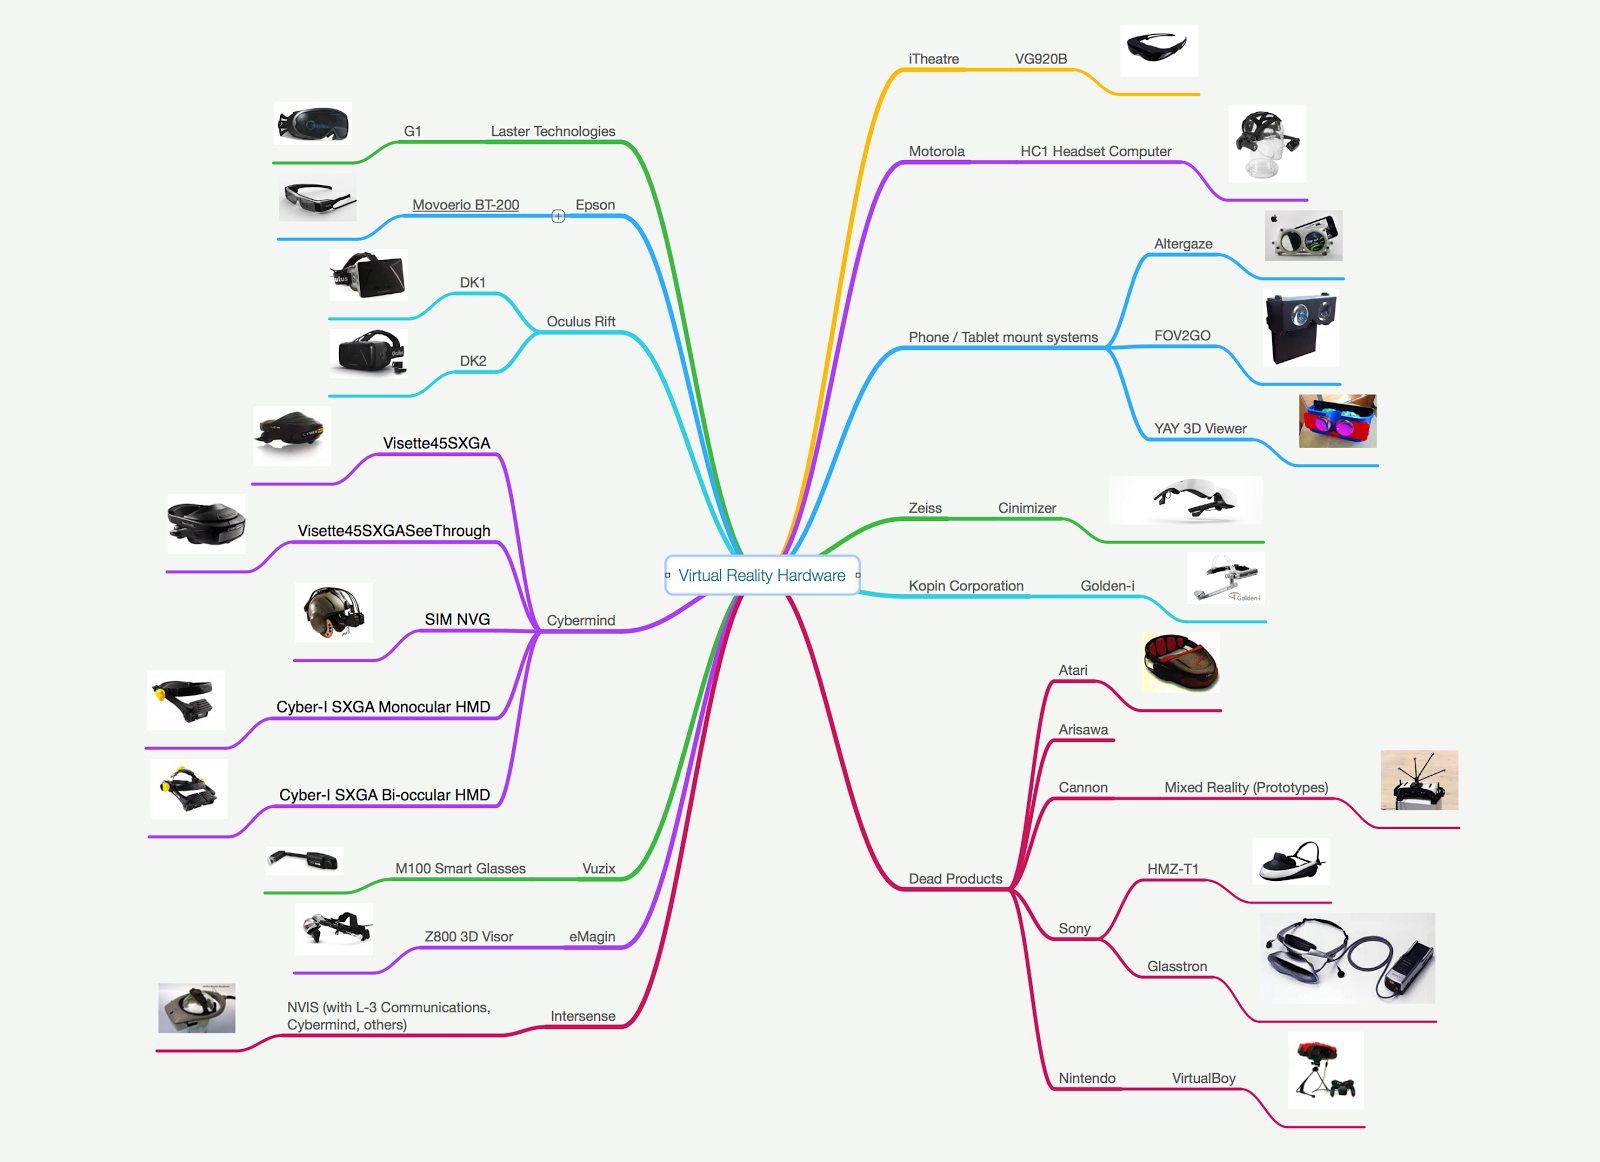 Virtual Reality Hardware
Laster Technologies
G1
Epson
Movoerio BT-200
Oculus Rift
DK1
DK2
Cybermind
Visette45SXGA
Visette45SXGASeeThrough
SIM NVG
Cyber-I SXGA Monocular HMD
Cyber-I SXGA Bi-occular HMD
Vuzix
M100 Smart Glasses
eMagin
Z800 3D Visor
Intersense
NVIS (with L-3 Communications,
Cybermind, others)
iTheatre
VG920B
Motorola
HC1 Headset Computer
Phone / Tablet mount systems
Altergaze
FOV2GO
YAY 3D Viewer
Zeiss
Cinimizer
Kopin Corporation
Golden-i
Golden-i
Dead Products
Atari
Arisawa
Cannon
Mixed Reality (Prototypes)
Sony
HMZ-T1
Glasstron
Nintendo
VirtualBoy